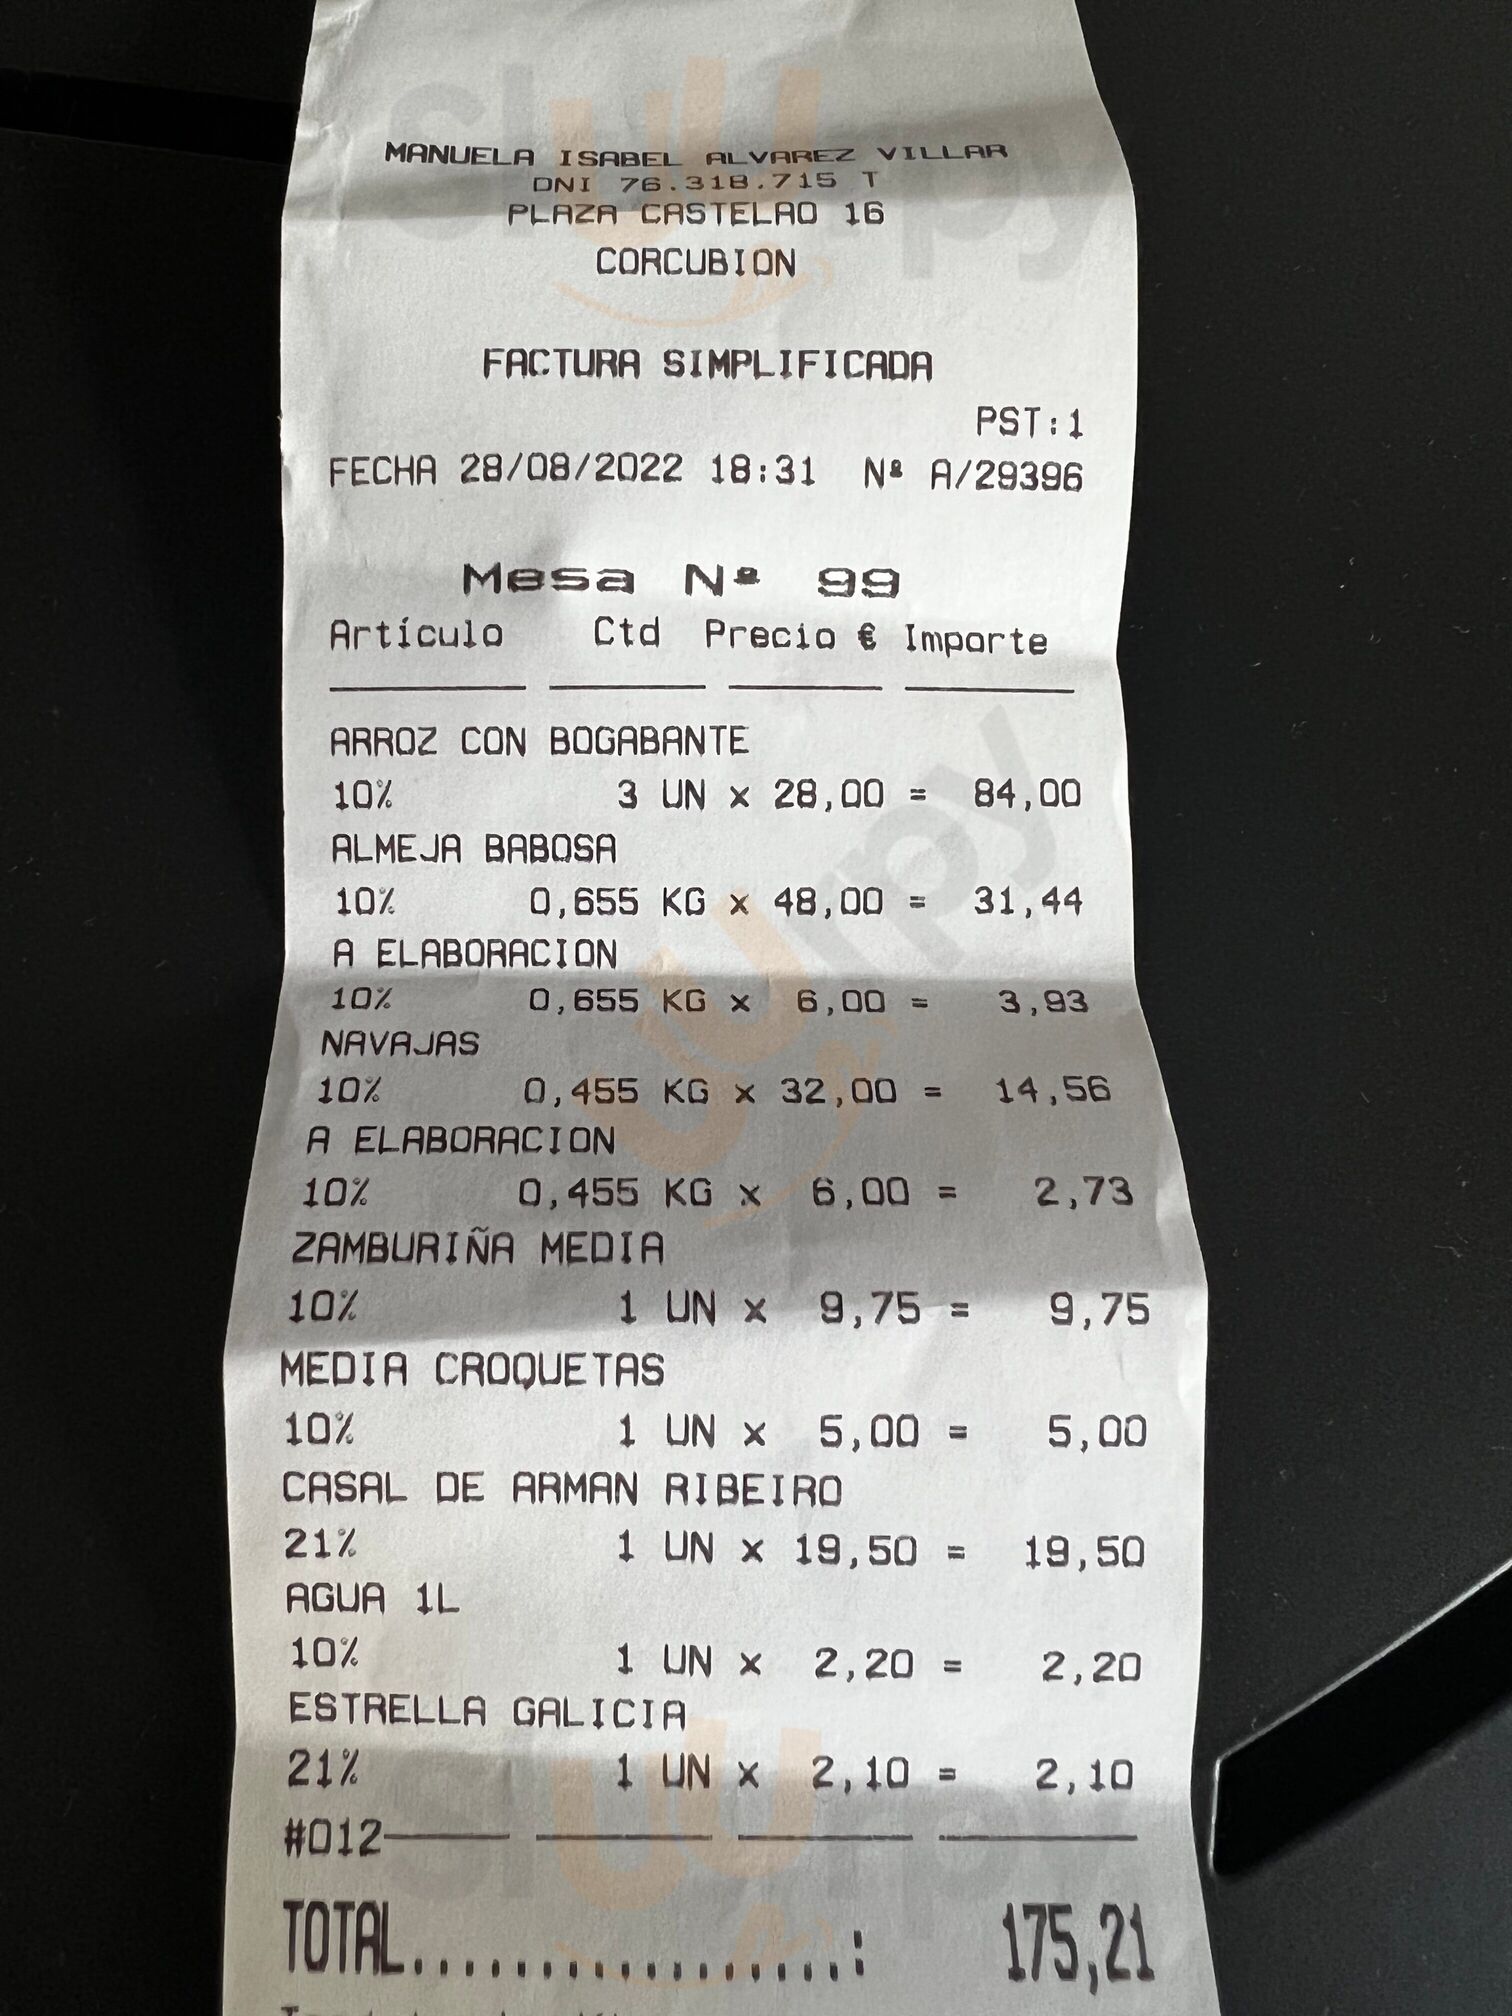 MANUELA ISABEL ALVAREZ VILLAR
DNI 76.318.715 T
PLAZA CASTELAO 16
CORCUBION
FACTURA SIMPLIFICADA
PST:1
FECHA 28/08/2022 18:31 Nº A/29396
Mesa Nº 99
Artículo Ctd Precio € Importe
ARROZ CON BOGABANTE
10% 3 UN x 28,00 = 84,00
ALMEJA BABOSA
10% 0,655 KG x 48,00 = 31,44
A ELABORACION
10% 0,655 KG x 6,00 = 3,93
NAVAJAS
10% 0,455 KG x 32,00 = 14,56
A ELABORACION
10% 0,455 KG x 6,00 = 2,73
ZAMBURIÑA MEDIA
10% 1 UN x 9,75 = 9,75
MEDIA CROQUETAS
10% 1 UN x 5,00 = 5,00
CASAL DE ARMAN RIBEIRO
21% 1 UN x 19,50 = 19,50
AGUA 1L
10% 1 UN x 2,20 = 2,20
ESTRELLA GALICIA
21% 1 UN x 2,10 = 2,10
#012
TOTAL...................: 175,21
slurpy
slurpy
slurpy